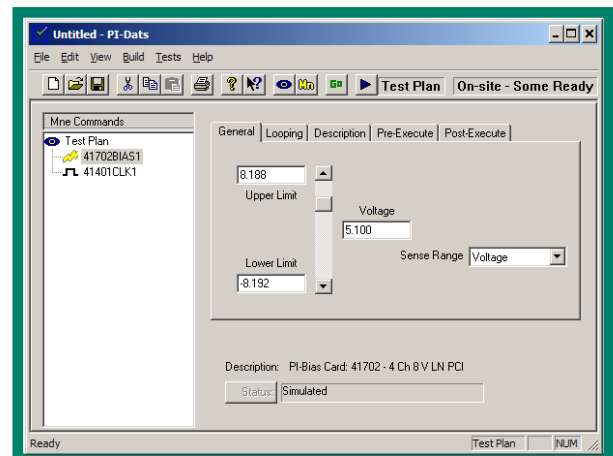 Untitled - PI-Dats
File Edit View Build Tests Help
Go Test Plan On-site - Some Ready
Mne Commands
Test Plan
41702BIAS1
41401CLK1
General Looping Description Pre-Execute Post-Execute
8.188
Upper Limit
Voltage
5.100
Sense Range Voltage
Lower Limit
-8.192
Description: PI-Bias Card: 41702 - 4 Ch 8 V LN PCI
Status: Simulated
Ready Test Plan NUM